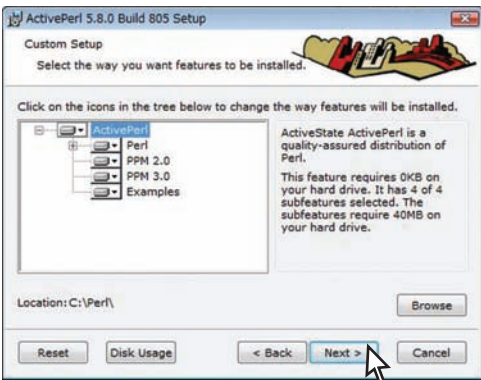 ActivePerl 5.8.0 Build 805 Setup
Custom Setup
Select the way you want features to be installed.
Click on the icons in the tree below to change the way features will be installed.
ActivePerl
Perl
PPM 2.0
PPM 3.0
Examples
ActiveState ActivePerl is a
quality-assured distribution of
Perl.
This feature requires 0KB on
your hard drive. It has 4 of 4
subfeatures selected. The
subfeatures require 40MB on
your hard drive.
Location: C:\Perl\
Browse
Reset
Disk Usage
< Back
Next >
Cancel